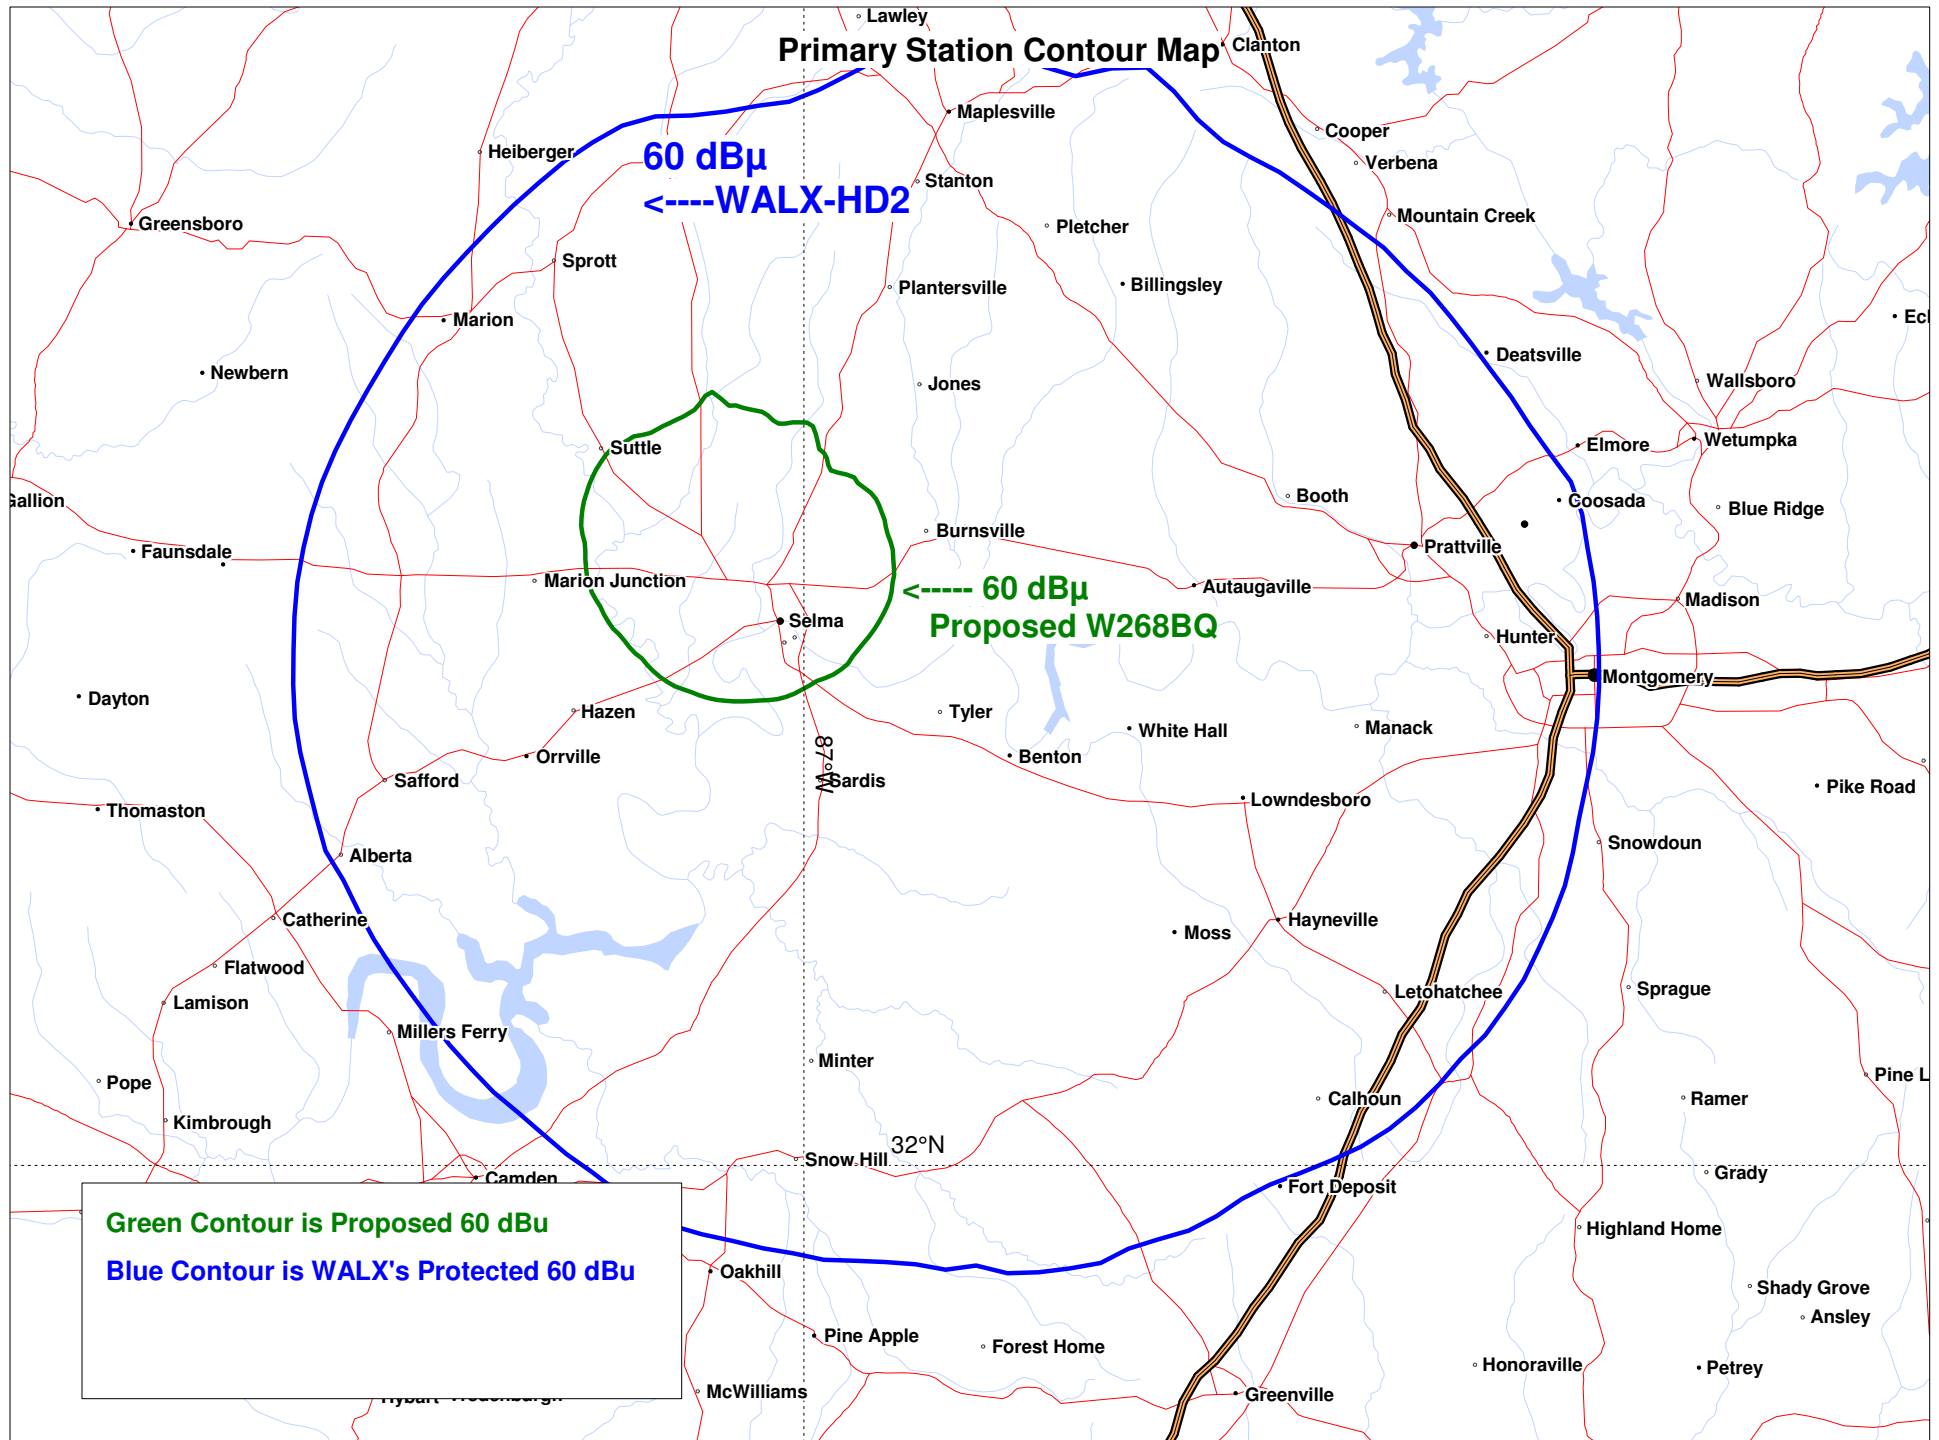 Lawley
Primary Station Contour Map
Clanton
Maplesville
Cooper
Heiberger
60 dBµ
Verbena
Stanton
<----WALX-HD2
Mountain Creek
Greensboro
Pletcher
Sprott
Plantersville
Billingsley
Marion
Ecl
Deatsville
Newbern
Jones
Wallsboro
Suttle
Elmore
Wetumpka
Gallion
Booth
Coosada
Blue Ridge
Burnsville
Faunsdale
Prattville
Marion Junction
<----- 60 dBµ
Autaugaville
Madison
Selma
Proposed W268BQ
Hunter
Montgomery
Dayton
Hazen
Tyler
White Hall
Manack
87°W
Orrville
Benton
Safford
Sardis
Pike Road
Thomaston
Lowndesboro
Snowdoun
Alberta
Catherine
Hayneville
Moss
Flatwood
Letohatchee
Sprague
Lamison
Millers Ferry
Minter
Pine L
Pope
Calhoun
Ramer
Kimbrough
32°N
Snow Hill
Grady
Camden
Fort Deposit
Green Contour is Proposed 60 dBu
Highland Home
Blue Contour is WALX's Protected 60 dBu
Oakhill
Shady Grove
Ansley
Pine Apple
Forest Home
Honoraville
Petrey
McWilliams
Greenville
Hybart
Vredenburgh